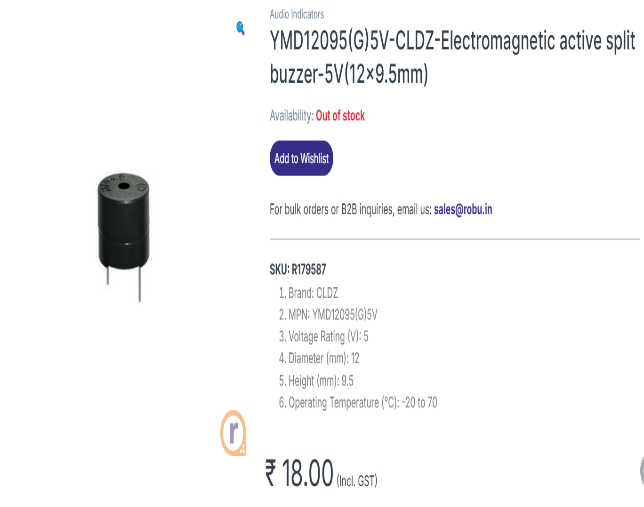 Audio Indicators
YMD12095(G)5V-CLDZ-Electromagnetic active split
buzzer-5V(12×9.5mm)
Availability: Out of stock
Add to Wishlist
For bulk orders or B2B inquiries, email us: sales@robu.in
SKU: R179587
1. Brand: CLDZ
2. MPN: YMD12095(G)5V
3. Voltage Rating (V): 5
4. Diameter (mm): 12
5. Height (mm): 9.5
6. Operating Temperature (°C): -20 to 70
r
₹ 18.00 (Incl. GST)